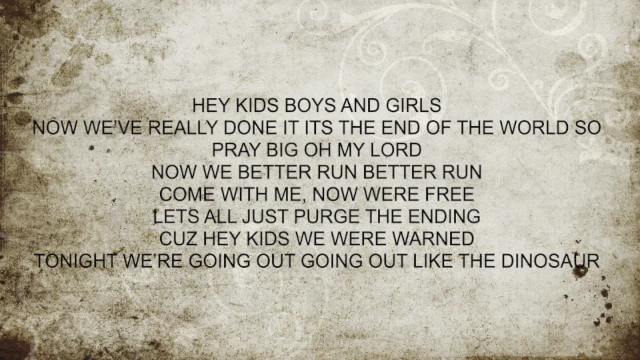 HEY KIDS BOYS AND GIRLS
NOW WE'VE REALLY DONE IT ITS THE END OF THE WORLD SO
PRAY BIG OH MY LORD
NOW WE BETTER RUN BETTER RUN
COME WITH ME, NOW WERE FREE
LETS ALL JUST PURGE THE ENDING
CUZ HEY KIDS WE WERE WARNED
TONIGHT WE'RE GOING OUT GOING OUT LIKE THE DINOSAUR